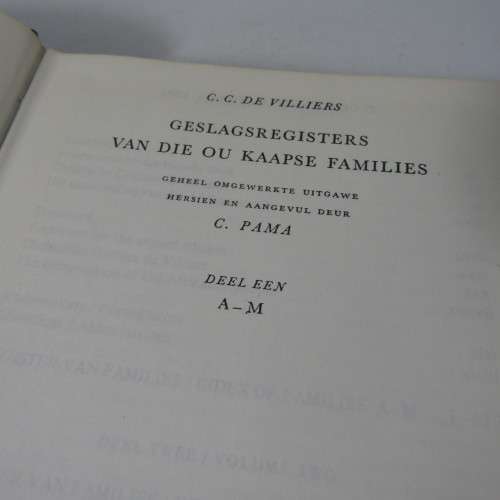 C. C. DE VILLIERS
GESLAGSREGISTERS
VAN DIE OU KAAPSE FAMILIES
GEHEEL OMGEWERKTE UITGAWE
HERSIEN EN AANGEVUL DEUR
C. PAMA
DEEL EEN
A – M